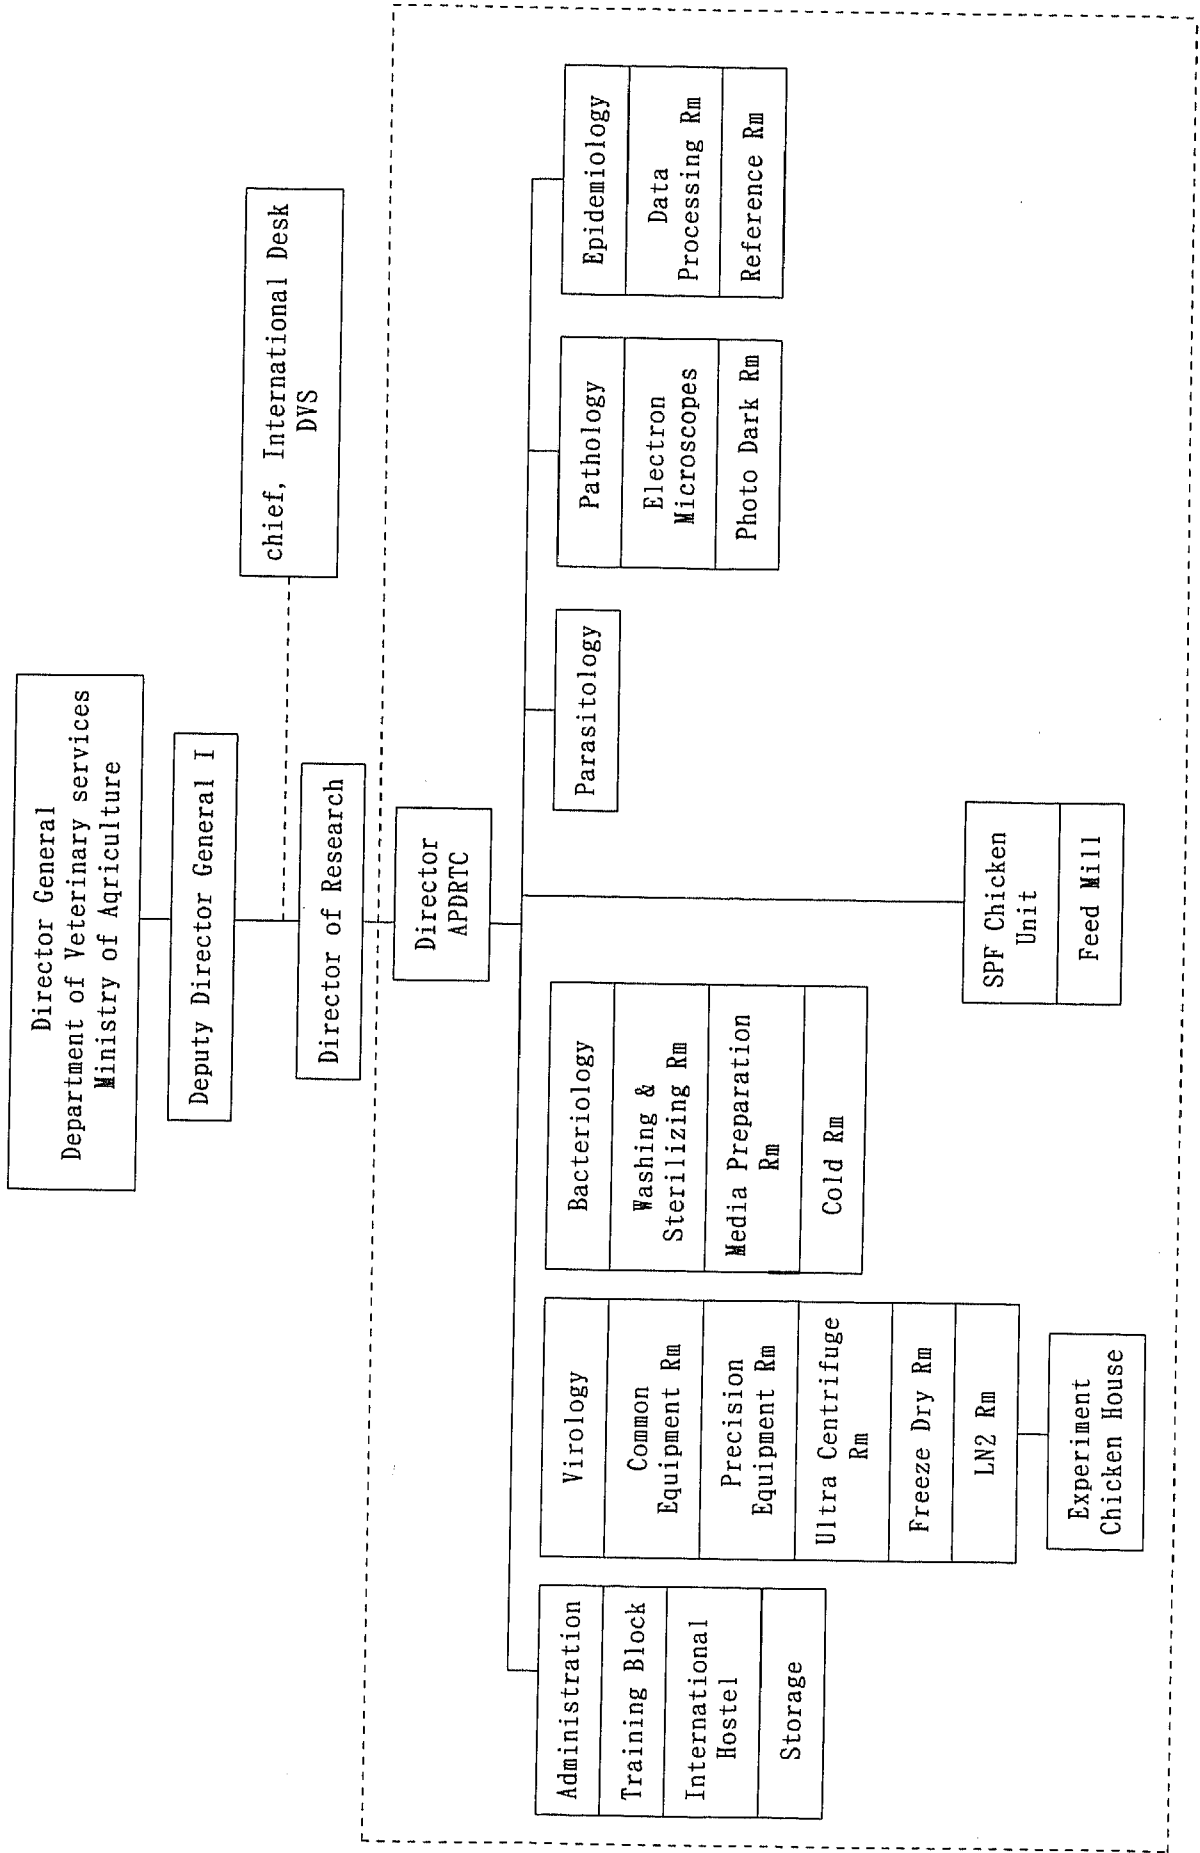 Director General
Department of Veterinary services
Ministry of Aqriculture
Deputy Director General I
chief, International Desk
DVS
Director of Research
Director
APDRTC
Administration
Training Block
International
Hostel
Storage
Virology
Common
Equipment Rm
Precision
Equipment Rm
Ultra Centrifuge
Rm
Freeze Dry Rm
LN2 Rm
Experiment
Chicken House
Bacteriology
Washing &
Sterilizing Rm
Media Preparation
Rm
Cold Rm
SPF Chicken
Unit
Feed Mill
Parasitology
Pathology
Electron
Microscopes
Photo Dark Rm
Epidemiology
Data
Processing Rm
Reference Rm